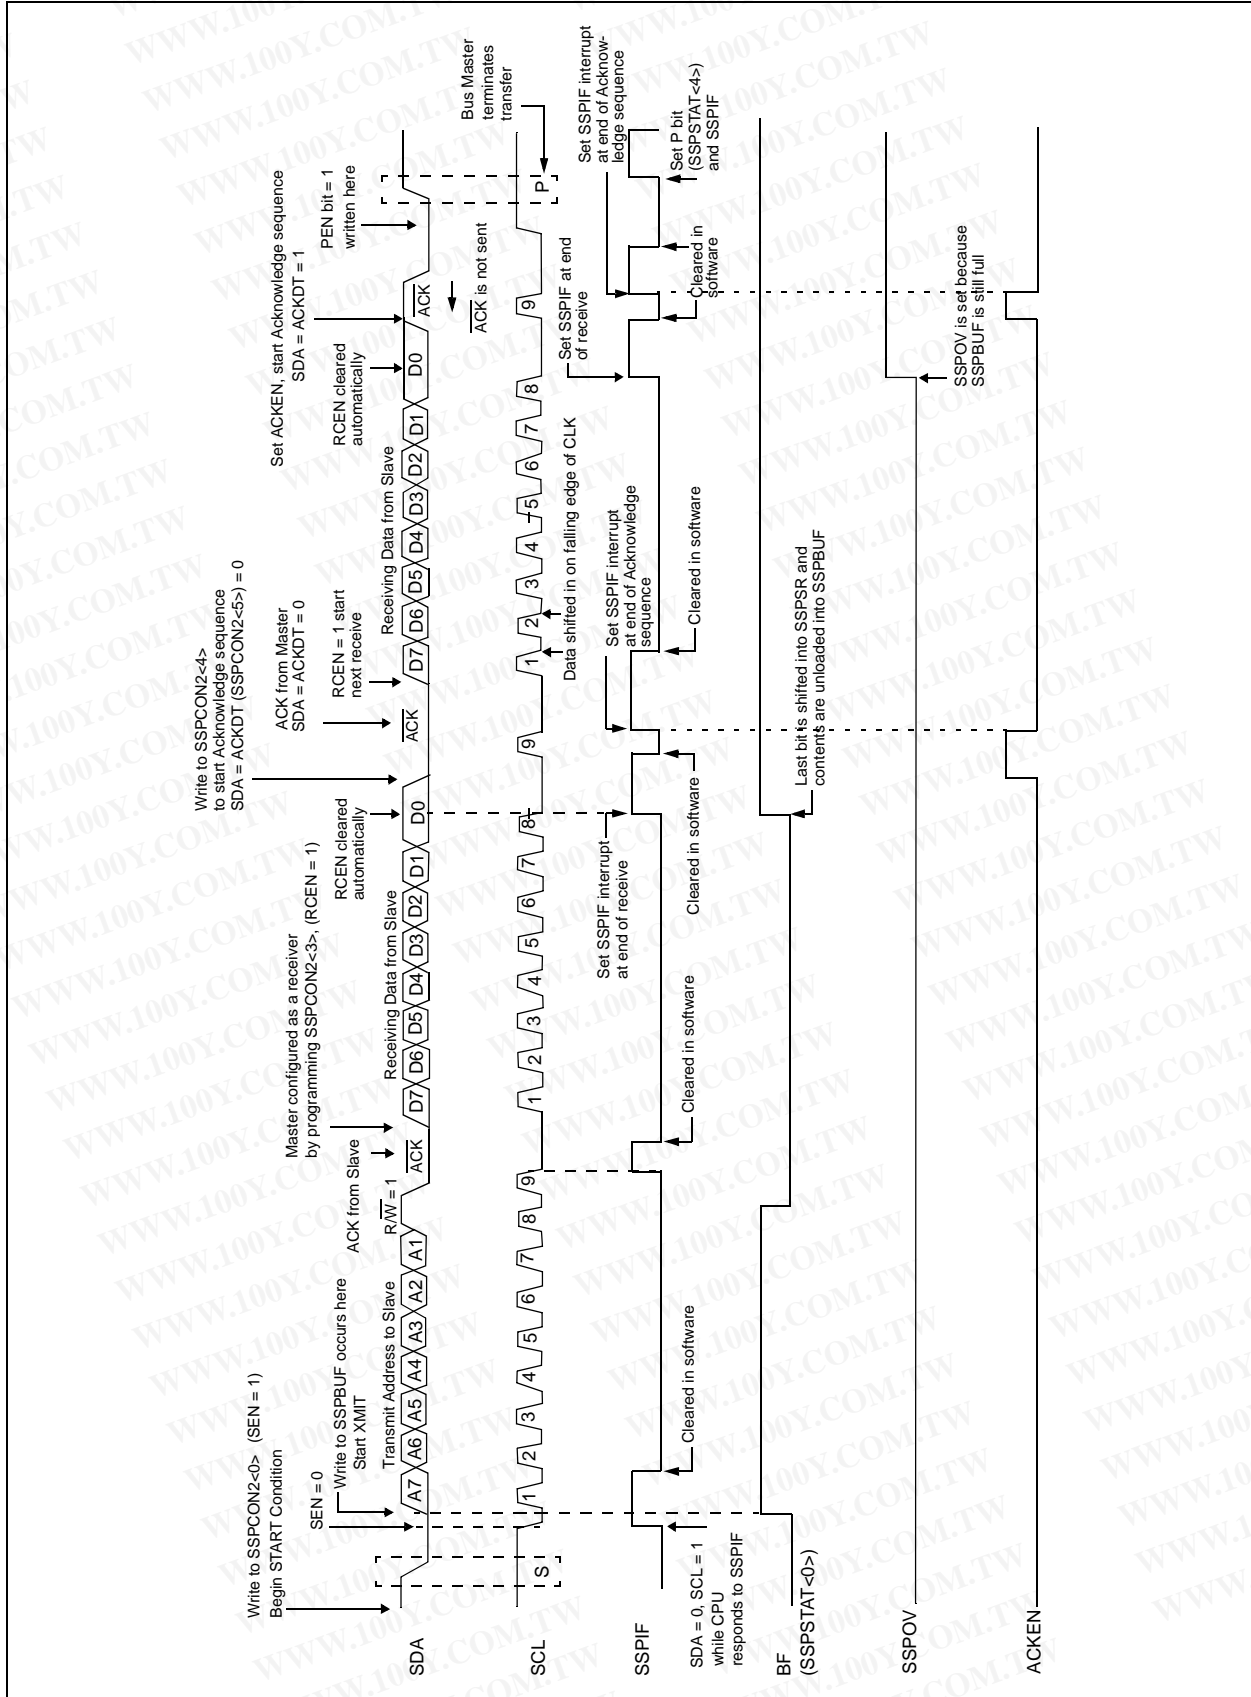 Write to SSPCON2<0> (SEN = 1)
Begin START Condition
SEN = 0
Write to SSPBUF occurs here
Start XMIT
Transmit Address to Slave
ACK from Slave
R/W = 1
Master configured as a receiver
by programming SSPCON2<3>, (RCEN = 1)
Receiving Data from Slave
RCEN cleared
automatically
Write to SSPCON2<4>
to start Acknowledge sequence
SDA = ACKDT (SSPCON2<5>) = 0
ACK from Master
SDA = ACKDT = 0
RCEN = 1 start
next receive
Receiving Data from Slave
RCEN cleared
automatically
Set ACKEN, start Acknowledge sequence
SDA = ACKDT = 1
PEN bit = 1
written here
SDA
A7 A6 A5 A4 A3 A2 A1
ACK
D7 D6 D5 D4 D3 D2 D1 D0
ACK
D7 D6 D5 D4 D3 D2 D1 D0
ACK
ACK is not sent
Bus Master
terminates
transfer
SCL
S
1 2 3 4 5 6 7 8 9
1 2 3 4 5 6 7 8 9
1 2 3 4 5 6 7 8 9
P
Data shifted in on falling edge of CLK
Set SSPIF interrupt
at end of receive
Set SSPIF interrupt
at end of Acknowledge
sequence
Set SSPIF at end
of receive
Set SSPIF interrupt
at end of Acknow-
ledge sequence
SSPIF
SDA = 0, SCL = 1
while CPU
responds to SSPIF
Cleared in software
Cleared in software
Cleared in software
Cleared in software
Cleared in
software
Set P bit
(SSPSTAT<4>)
and SSPIF
BF
(SSPSTAT<0>)
Last bit is shifted into SSPSR and
contents are unloaded into SSPBUF
SSPOV
SSPOV is set because
SSPBUF is still full
ACKEN
WWW.100Y.COM.TW